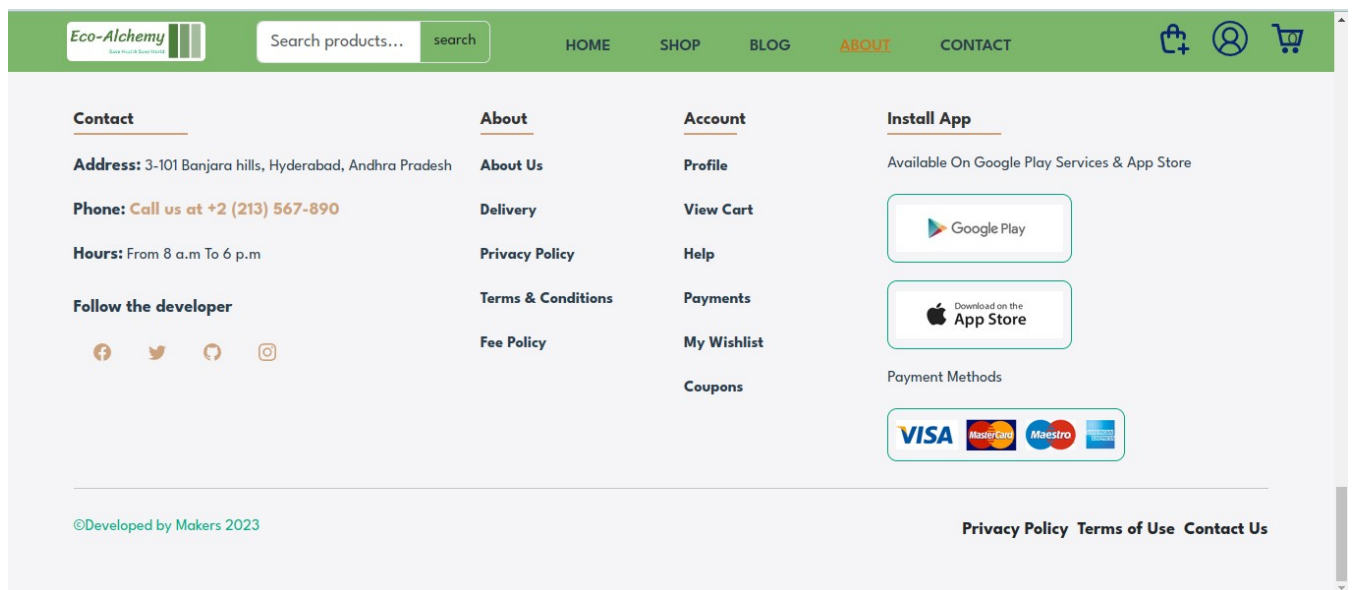 Eco-Alchemy
Search products...
search
HOME
SHOP
BLOG
ABOUT
CONTACT
0
Contact
Address: 3-101 Banjara hills, Hyderabad, Andhra Pradesh
Phone: Call us at +2 (213) 567-890
Hours: From 8 a.m To 6 p.m
Follow the developer
About
About Us
Delivery
Privacy Policy
Terms & Conditions
Fee Policy
Account
Profile
View Cart
Help
Payments
My Wishlist
Coupons
Install App
Available On Google Play Services & App Store
Google Play
Download on the
App Store
Payment Methods
VISA
MasterCard
Maestro
AMERICAN
EXPRESS
©Developed by Makers 2023
Privacy Policy Terms of Use Contact Us